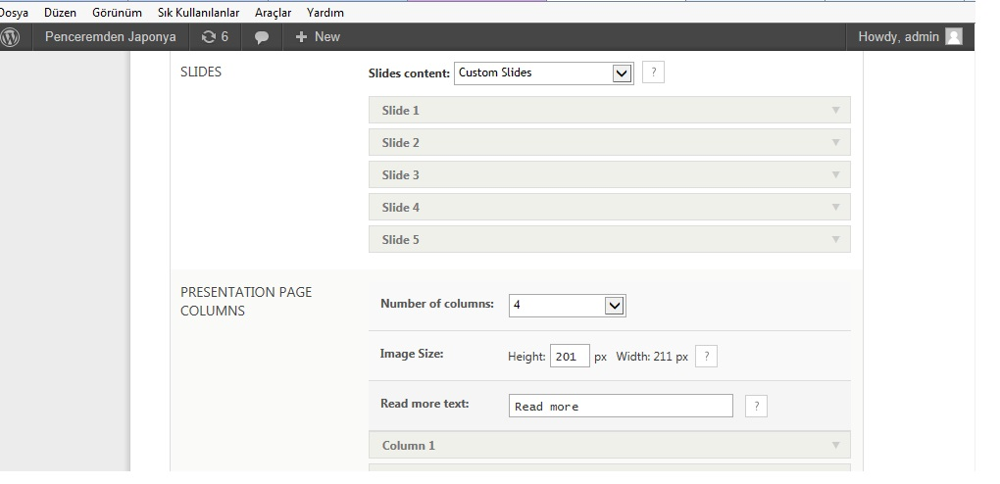 Dosya Düzen Görünüm Sık Kullanılanlar Araçlar Yardım
Penceremden Japonya 6 + New Howdy, admin
SLIDES
Slides content: Custom Slides ?
Slide 1
Slide 2
Slide 3
Slide 4
Slide 5
PRESENTATION PAGE
COLUMNS
Number of columns: 4
Image Size: Height: 201 px Width: 211 px ?
Read more text: Read more ?
Column 1